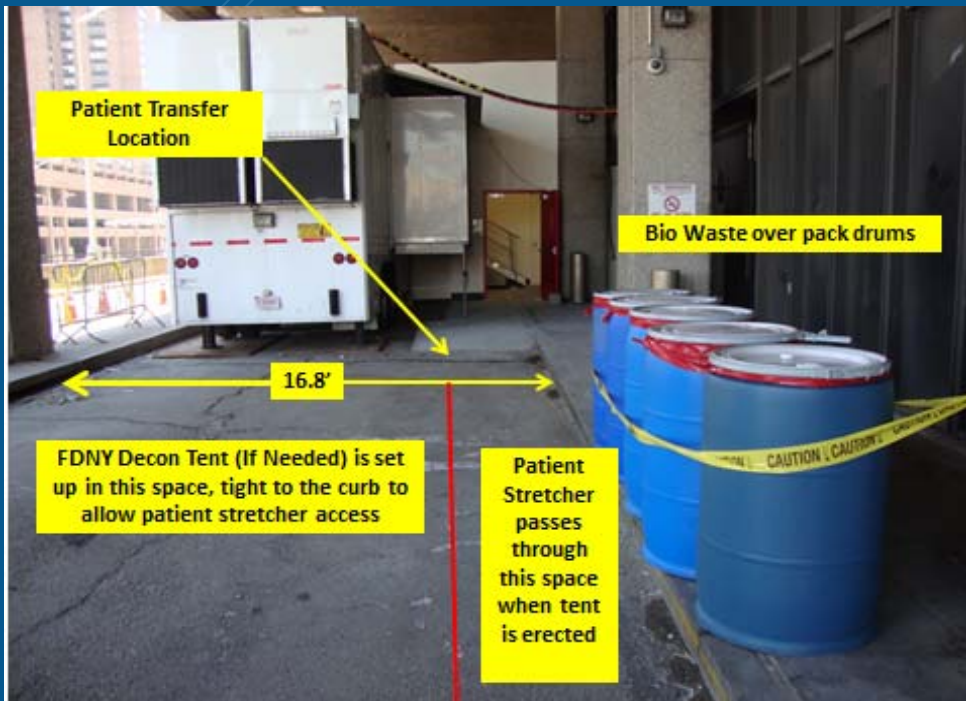 Patient Transfer
Location
Bio Waste over pack drums
16.8’
FDNY Decon Tent (If Needed) is set
up in this space, tight to the curb to
allow patient stretcher access
Patient
Stretcher
passes
through
this space
when tent
is erected
CAUTION CAUTION CAUTION